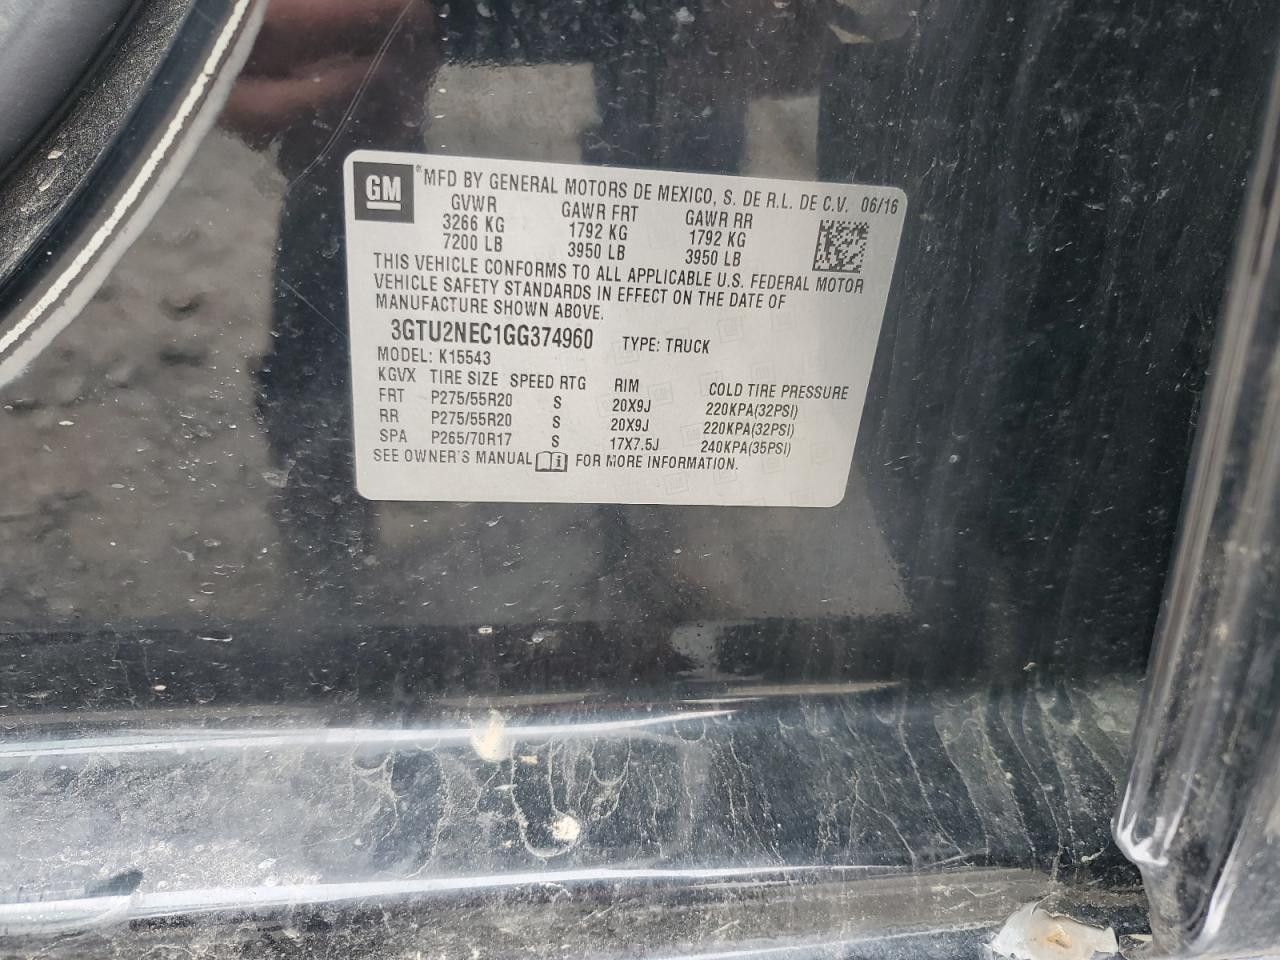 GM ® MFD BY GENERAL MOTORS DE MEXICO, S. DE R.L. DE C.V. 06/16
GVWR GAWR FRT GAWR RR
3266 KG 1792 KG 1792 KG
7200 LB 3950 LB 3950 LB
THIS VEHICLE CONFORMS TO ALL APPLICABLE U.S. FEDERAL MOTOR
VEHICLE SAFETY STANDARDS IN EFFECT ON THE DATE OF
MANUFACTURE SHOWN ABOVE.
3GTU2NEC1GG374960 TYPE: TRUCK
MODEL: K15543
KGVX TIRE SIZE SPEED RTG RIM COLD TIRE PRESSURE
FRT P275/55R20 S 20X9J 220KPA(32PSI)
RR P275/55R20 S 20X9J 220KPA(32PSI)
SPA P265/70R17 S 17X7.5J 240KPA(35PSI)
SEE OWNER'S MANUAL i FOR MORE INFORMATION.